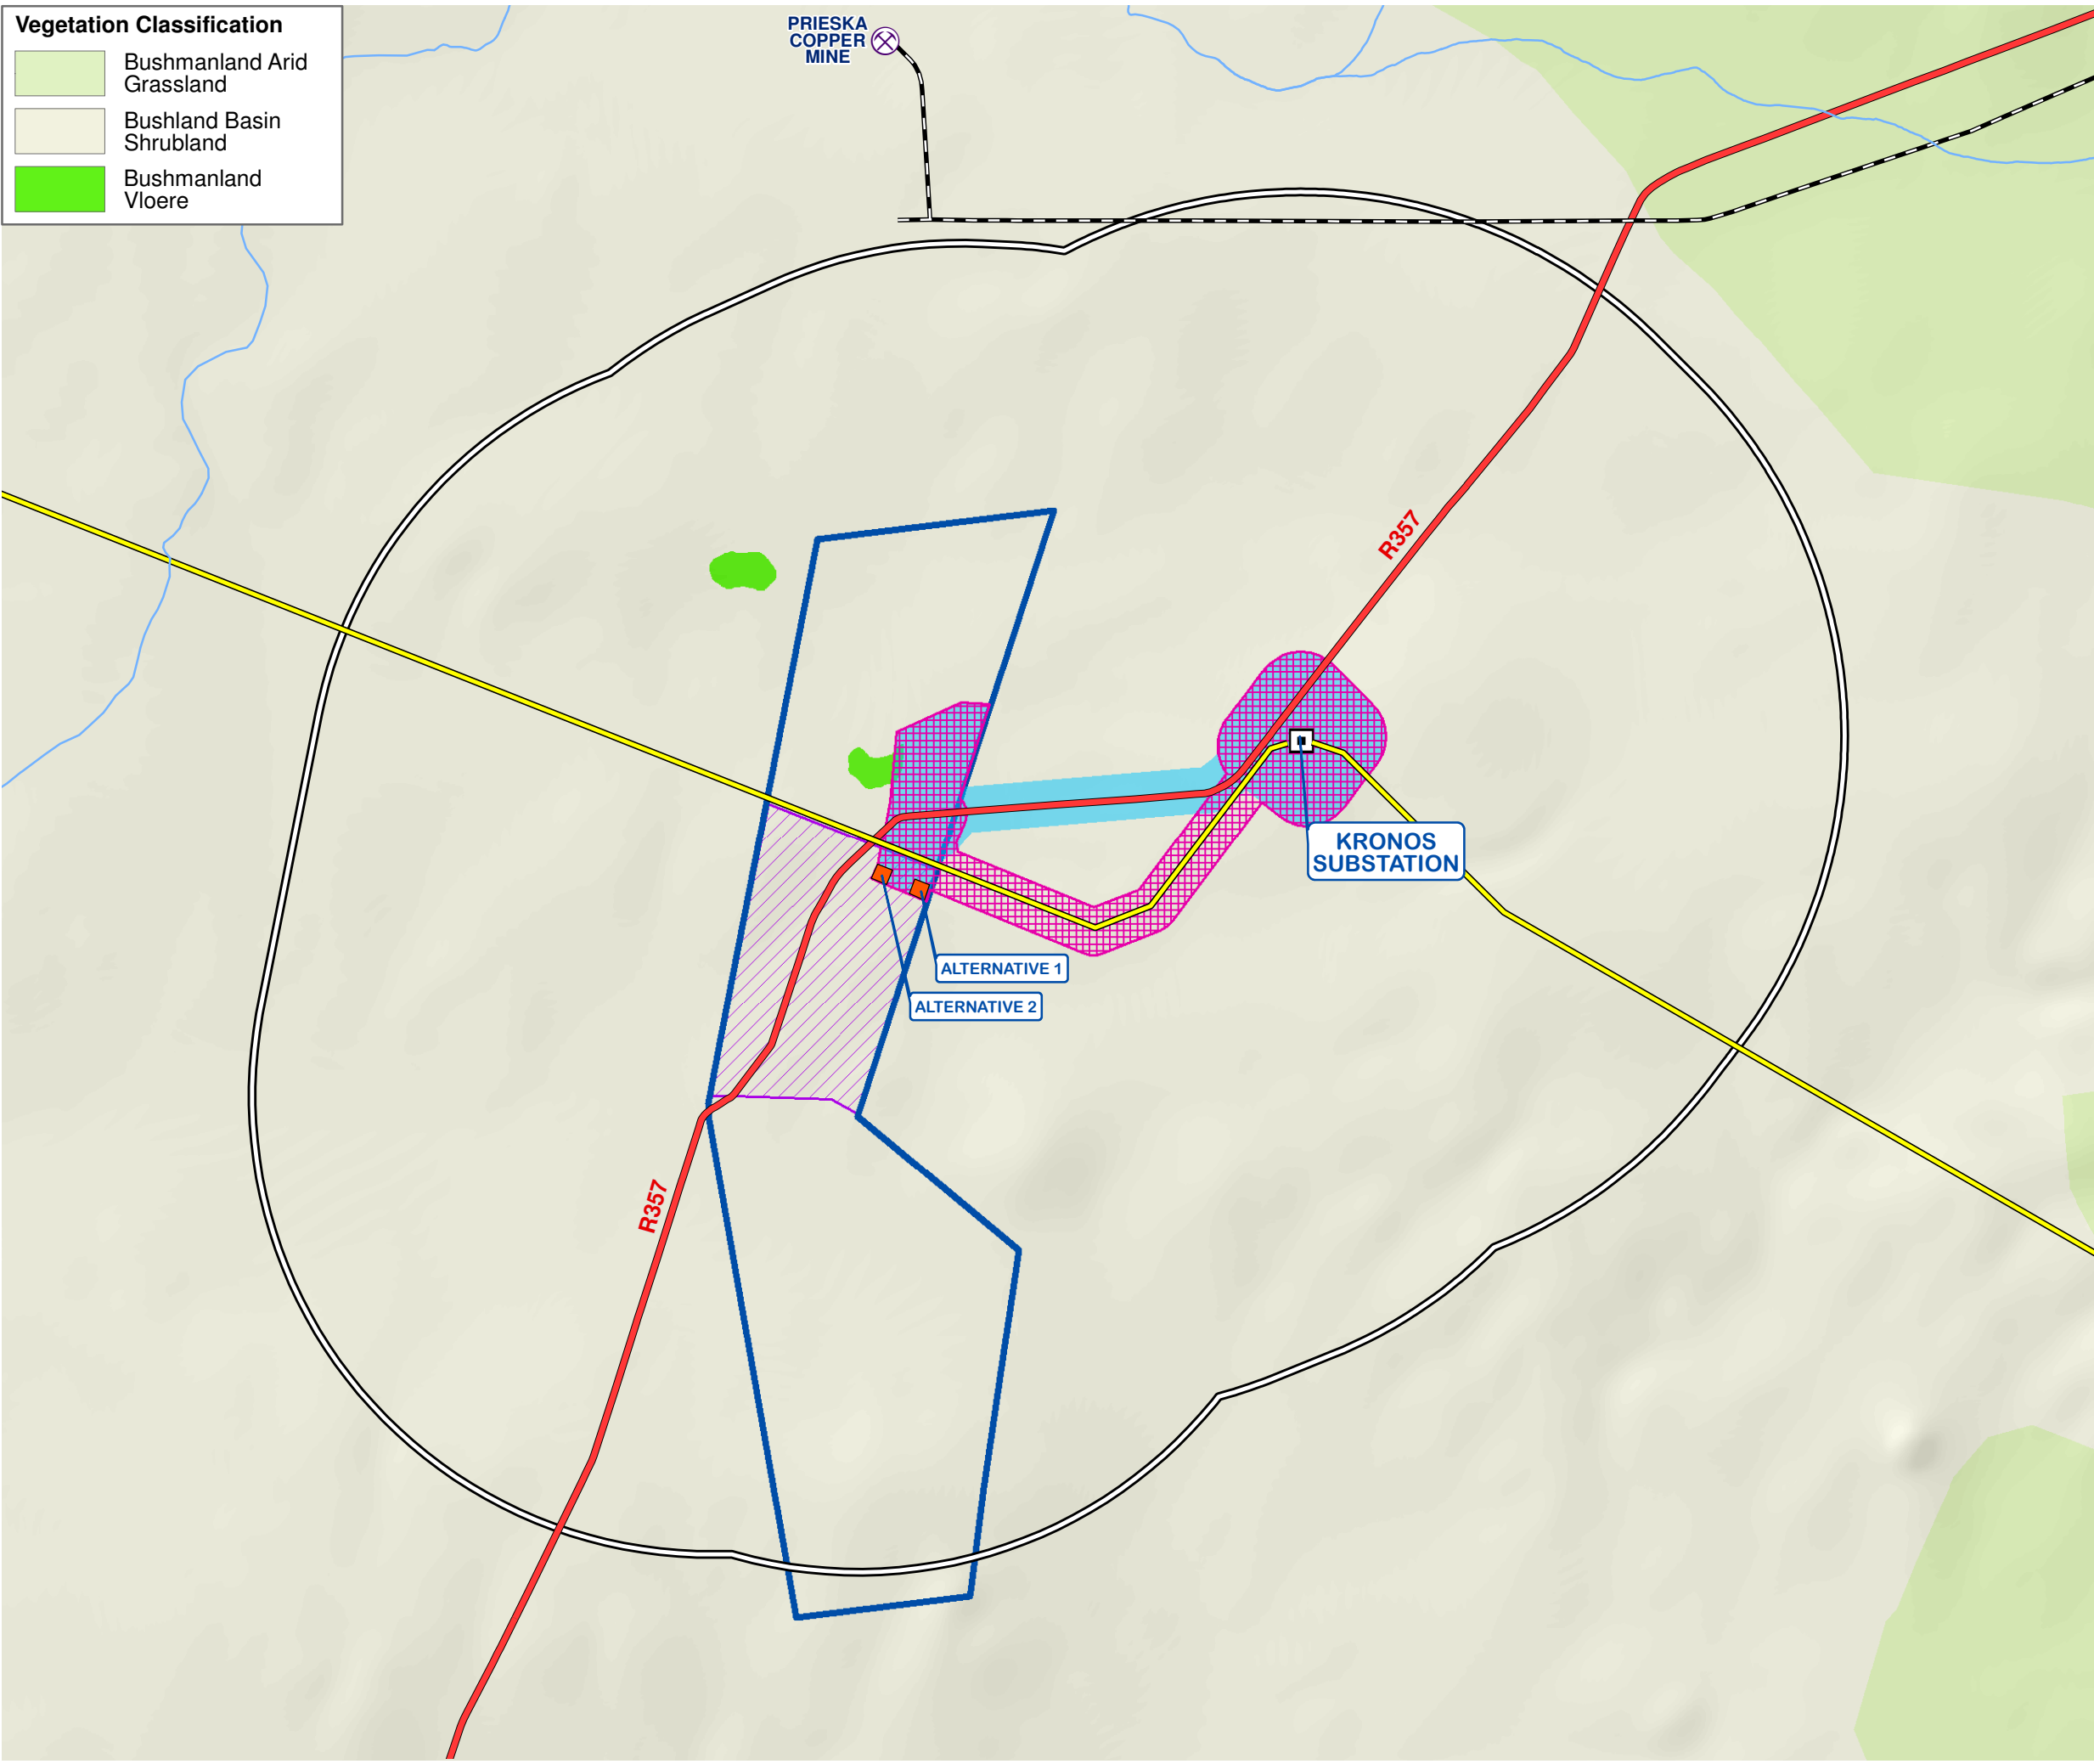 Vegetation Classification
Bushmanland Arid
Grassland
Bushland Basin
Shrubland
Bushmanland
Vloere
PRIESKA
COPPER
MINE
R357
KRONOS
SUBSTATION
ALTERNATIVE 1
ALTERNATIVE 2
R357